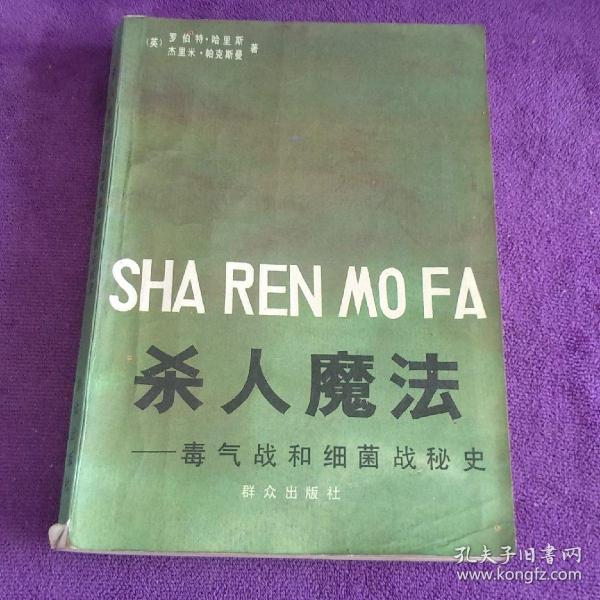 (英) 罗伯特·哈里斯
杰里米·帕克斯曼 著
SHA REN MO FA
杀人魔法
——毒气战和细菌战秘史
群众出版社
孔夫子旧书网
www.kongfz.com